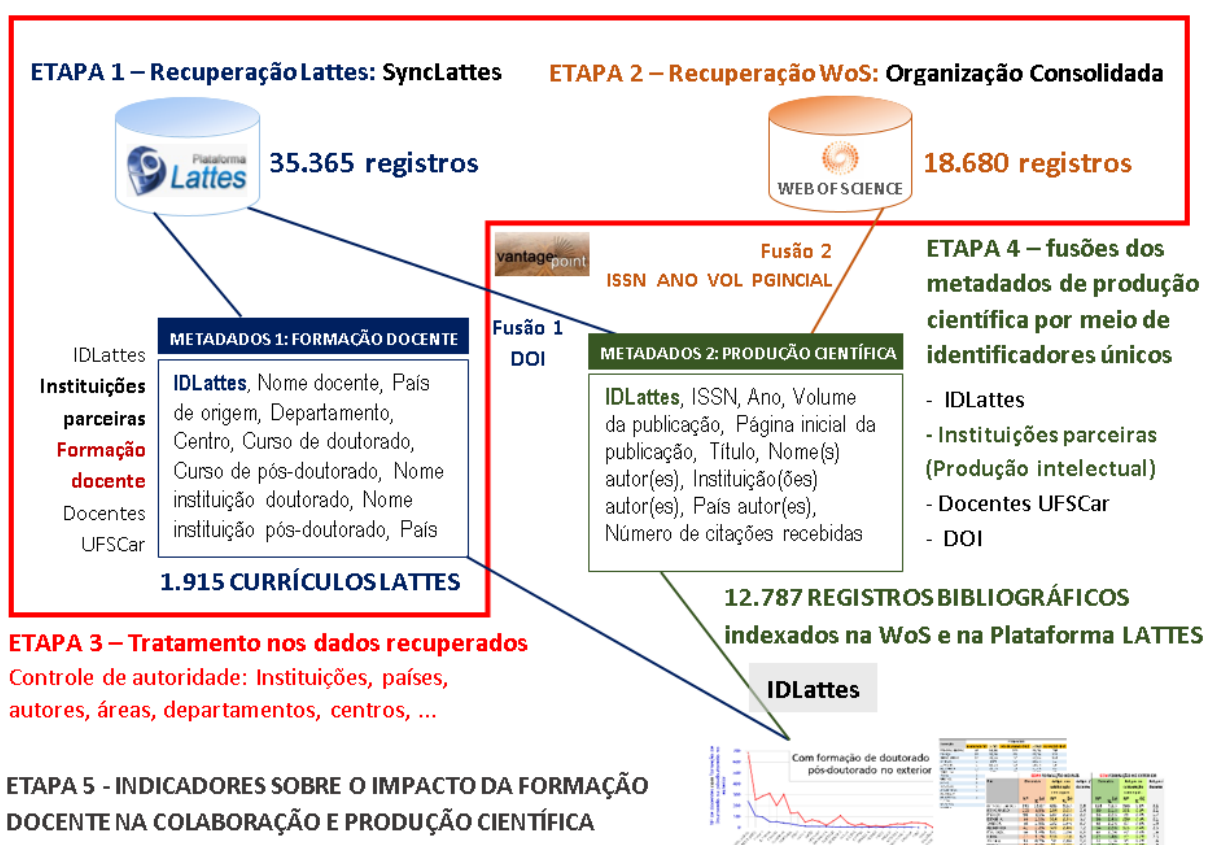 ETAPA 1 – Recuperação Lattes: SyncLattes
ETAPA 2 – Recuperação WoS: Organização Consolidada
Plataforma
Lattes
35.365 registros
WEB OF SCIENCE
18.680 registros
vantage point
Fusão 2
ISSN ANO VOL PGINCIAL
Fusão 1
DOI
ETAPA 4 – fusões dos
metadados de produção
científica por meio de
identificadores únicos
- IDLattes
- Instituições parceiras
(Produção intelectual)
- Docentes UFSCar
- DOI
IDLattes
Instituições
parceiras
Formação
docente
Docentes
UFSCar
METADADOS 1: FORMAÇÃO DOCENTE
IDLattes, Nome docente, País
de origem, Departamento,
Centro, Curso de doutorado,
Curso de pós-doutorado, Nome
instituição doutorado, Nome
instituição pós-doutorado, País
1.915 CURRÍCULOS LATTES
METADADOS 2: PRODUÇÃO CIENTÍFICA
IDLattes, ISSN, Ano, Volume
da publicação, Página inicial da
publicação, Título, Nome(s)
autor(es), Instituição(ões)
autor(es), País autor(es),
Número de citações recebidas
12.787 REGISTROS BIBLIOGRÁFICOS
indexados na WoS e na Plataforma LATTES
IDLattes
ETAPA 3 – Tratamento nos dados recuperados
Controle de autoridade: Instituições, países,
autores, áreas, departamentos, centros, ...
ETAPA 5 - INDICADORES SOBRE O IMPACTO DA FORMAÇÃO
DOCENTE NA COLABORAÇÃO E PRODUÇÃO CIENTÍFICA
Com formação de doutorado
pós-doutorado no exterior